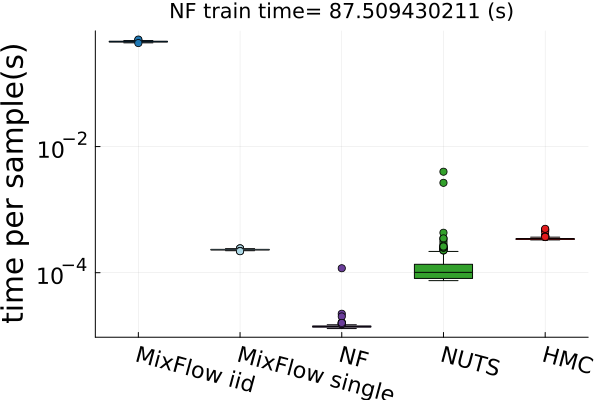 NF train time= 87.509430211 (s)
time per sample(s)
10⁻²
10⁻⁴
MixFlow iid
MixFlow single
NF
NUTS
HMC